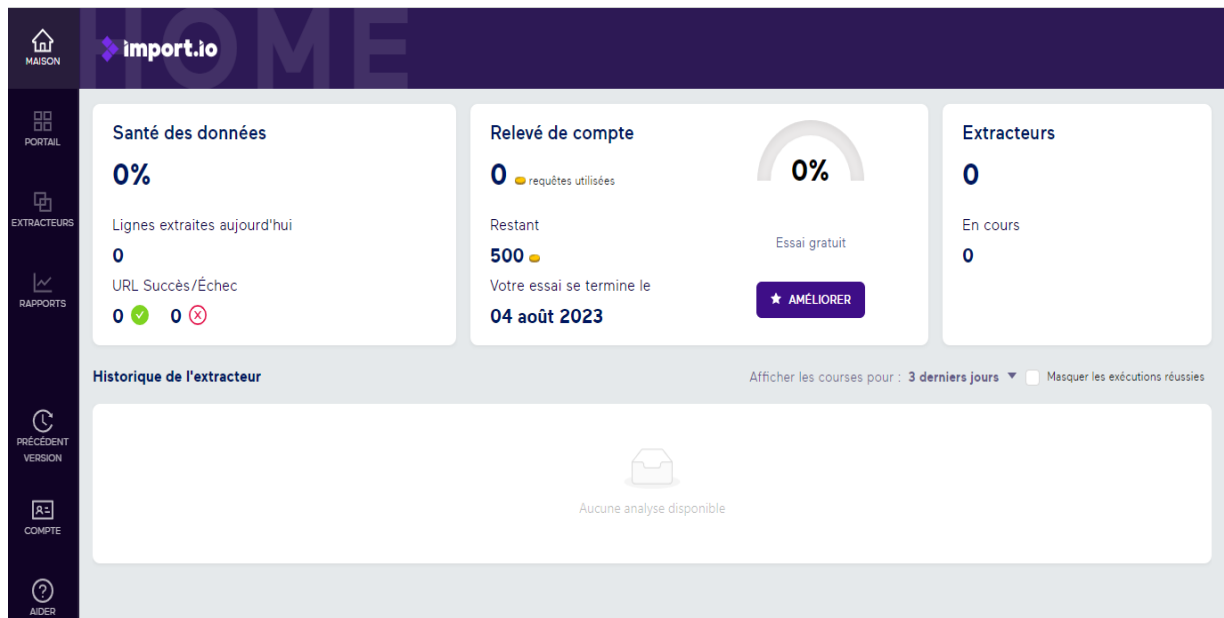 HOME
import.io
MAISON
PORTAIL
EXTRACTEURS
RAPPORTS
PRÉCÉDENT
VERSION
COMPTE
AIDER
Santé des données
0%
Lignes extraites aujourd'hui
0
URL Succès/Échec
0 0
Relevé de compte
0 requêtes utilisées
Restant
500
Votre essai se termine le
04 août 2023
0%
Essai gratuit
AMÉLIORER
Extracteurs
0
En cours
0
Historique de l'extracteur
Afficher les courses pour : 3 derniers jours Masquer les exécutions réussies
Aucune analyse disponible